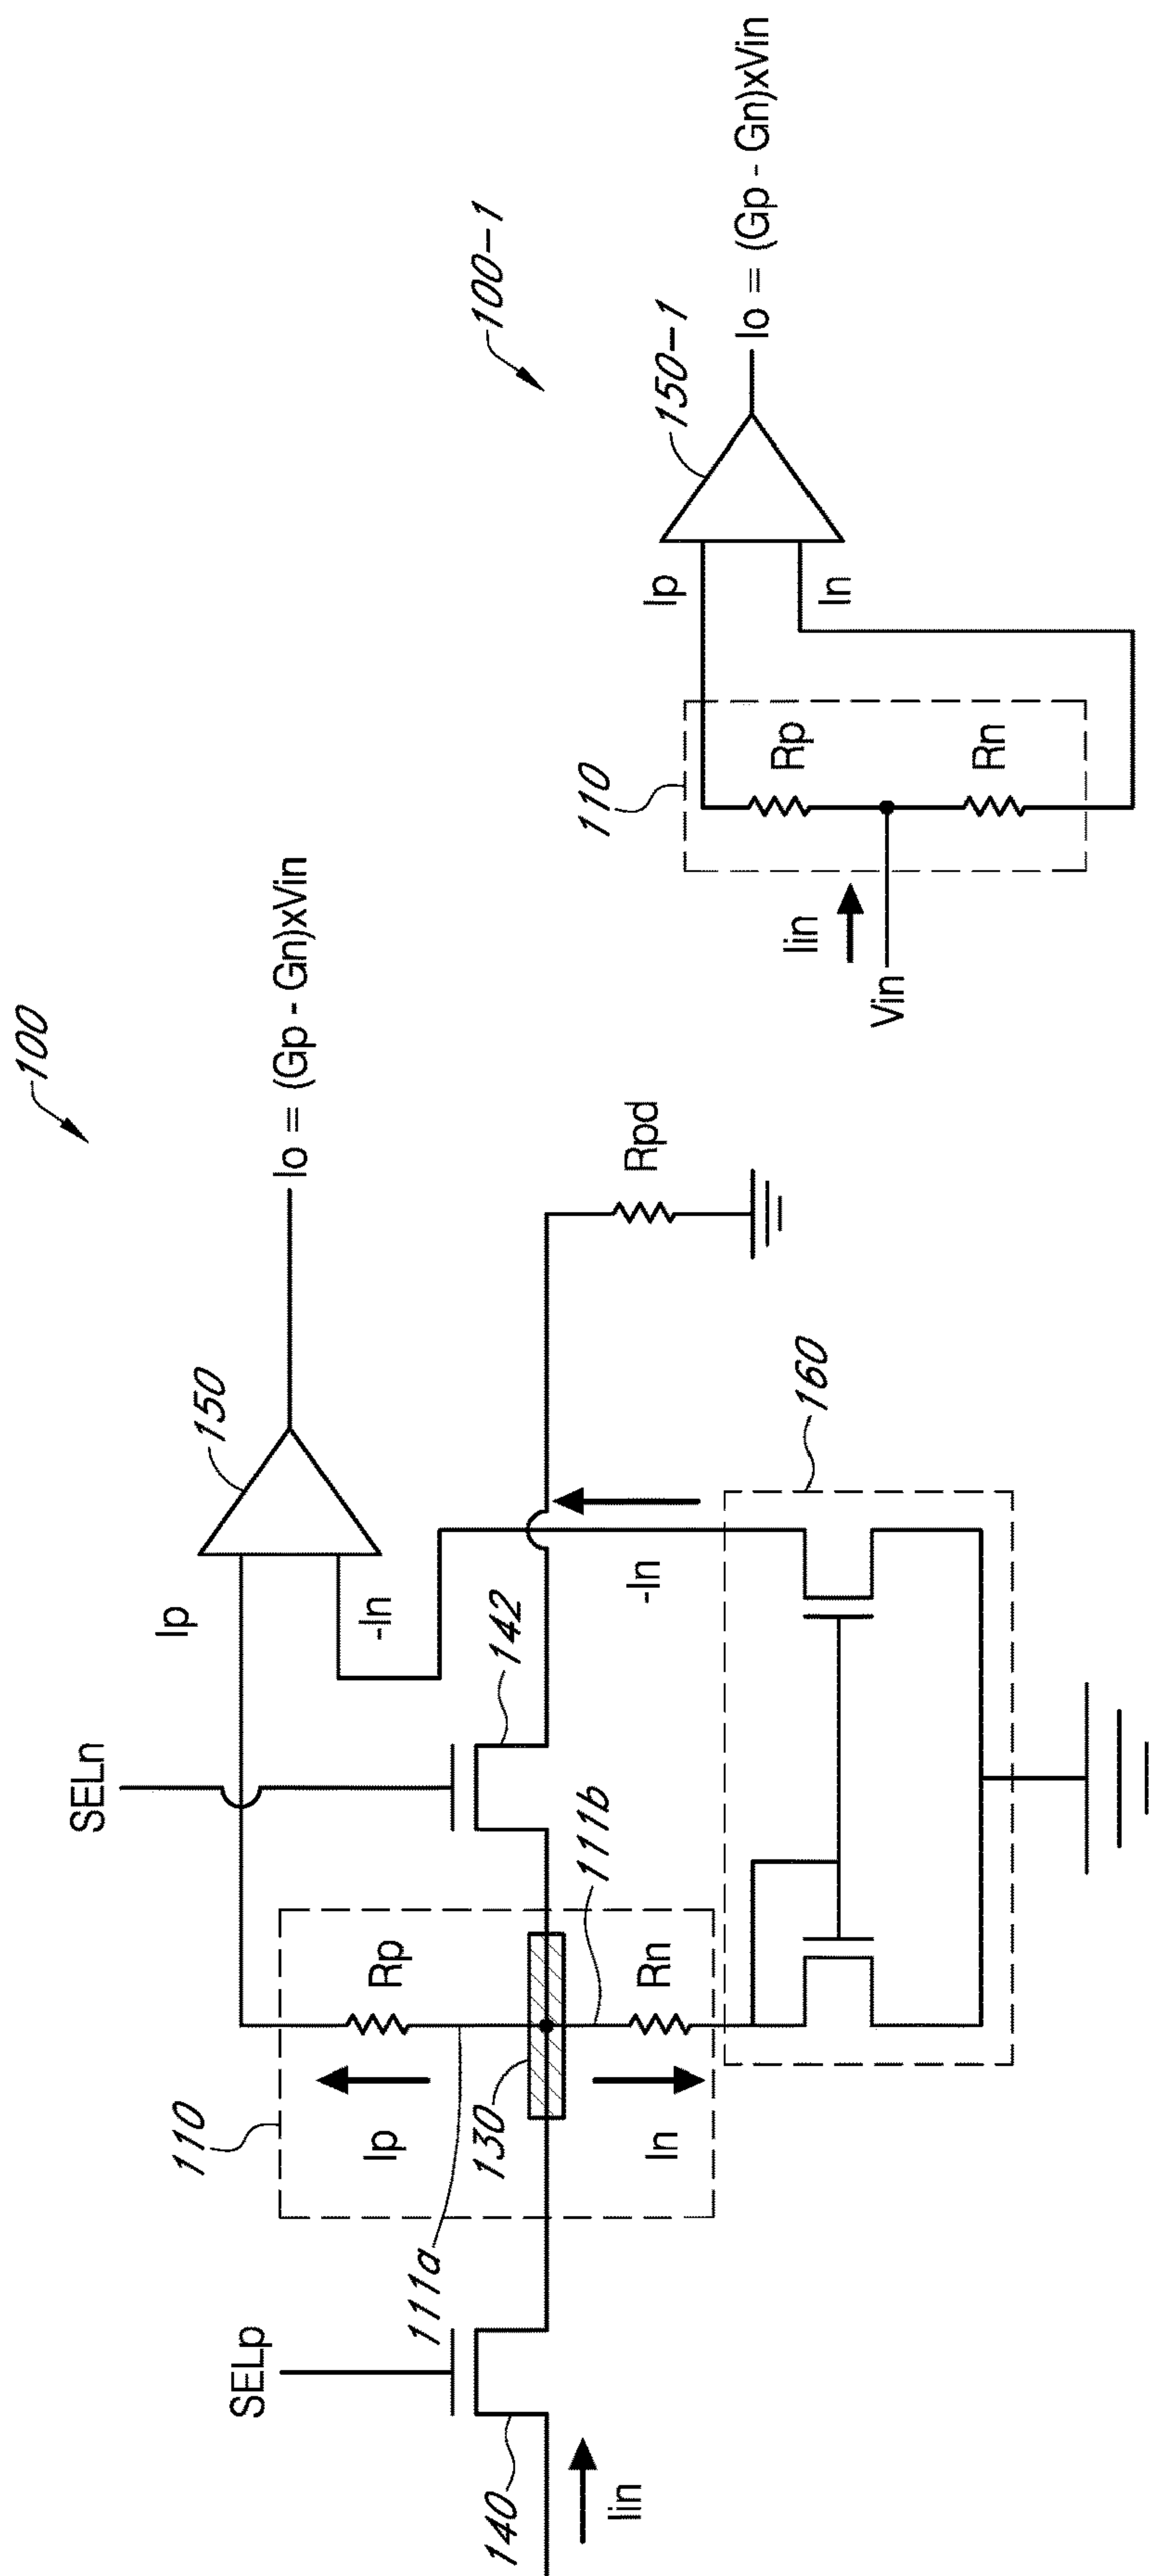 100
SELn
150
Ip
-In
Io = (Gp - Gn)xVin
SELp
110
Rp
Ip
111a
130
142
111b
-In
Rpd
140
Iin
In
Rn
160
100-1
110
Ip
150-1
Io = (Gp - Gn)xVin
Iin
Rp
In
Vin
Rn